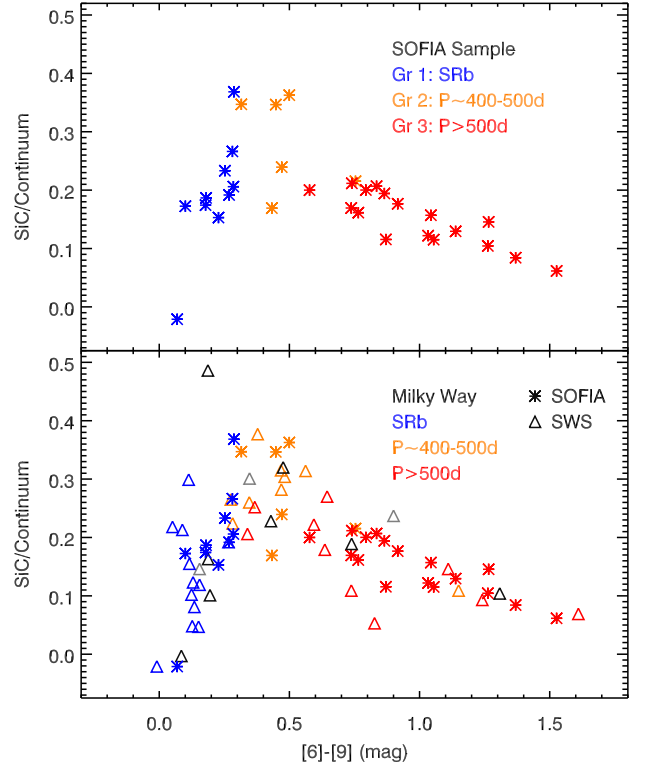 0.5
SOFIA Sample
Gr 1: SRb
0.4
Gr 2: P~400-500d
Gr 3: P>500d
0.3
SiC/Continuum
0.2
0.1
0.0
0.5
Milky Way
SOFIA
SRb
SWS
0.4
P~400-500d
P>500d
0.3
SiC/Continuum
0.2
0.1
0.0
0.0 0.5 1.0 1.5
[6]-[9] (mag)